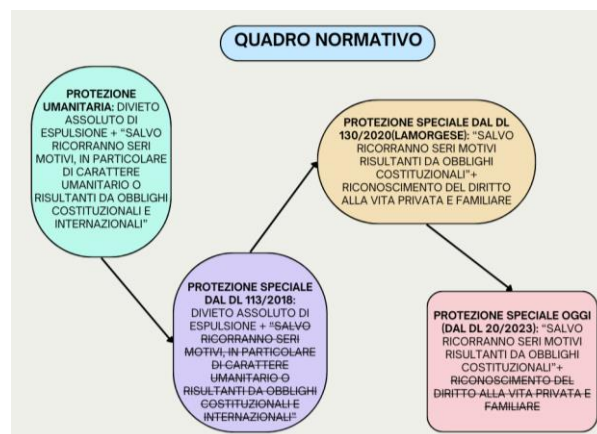 QUADRO NORMATIVO
PROTEZIONE
UMANITARIA: DIVIETO
ASSOLUTO DI
ESPULSIONE + “SALVO
RICORRANNO SERI
MOTIVI, IN PARTICOLARE
DI CARATTERE
UMANITARIO O
RISULTANTI DA OBBLIGHI
COSTITUZIONALI E
INTERNAZIONALI”
PROTEZIONE SPECIALE
DAL DL 113/2018:
DIVIETO ASSOLUTO DI
ESPULSIONE + “SALVO
RICORRANNO SERI
MOTIVI, IN PARTICOLARE
DI CARATTERE
UMANITARIO O
RISULTANTI DA OBBLIGHI
COSTITUZIONALI E
INTERNAZIONALI”
PROTEZIONE SPECIALE DAL DL
130/2020(LAMORGESE): “SALVO
RICORRANNO SERI MOTIVI
RISULTANTI DA OBBLIGHI
COSTITUZIONALI”+
RICONOSCIMENTO DEL DIRITTO
ALLA VITA PRIVATA E FAMILIARE
PROTEZIONE SPECIALE OGGI
(DAL DL 20/2023): “SALVO
RICORRANNO SERI MOTIVI
RISULTANTI DA OBBLIGHI
COSTITUZIONALI”+
RICONOSCIMENTO DEL
DIRITTO ALLA VITA PRIVATA E
FAMILIARE